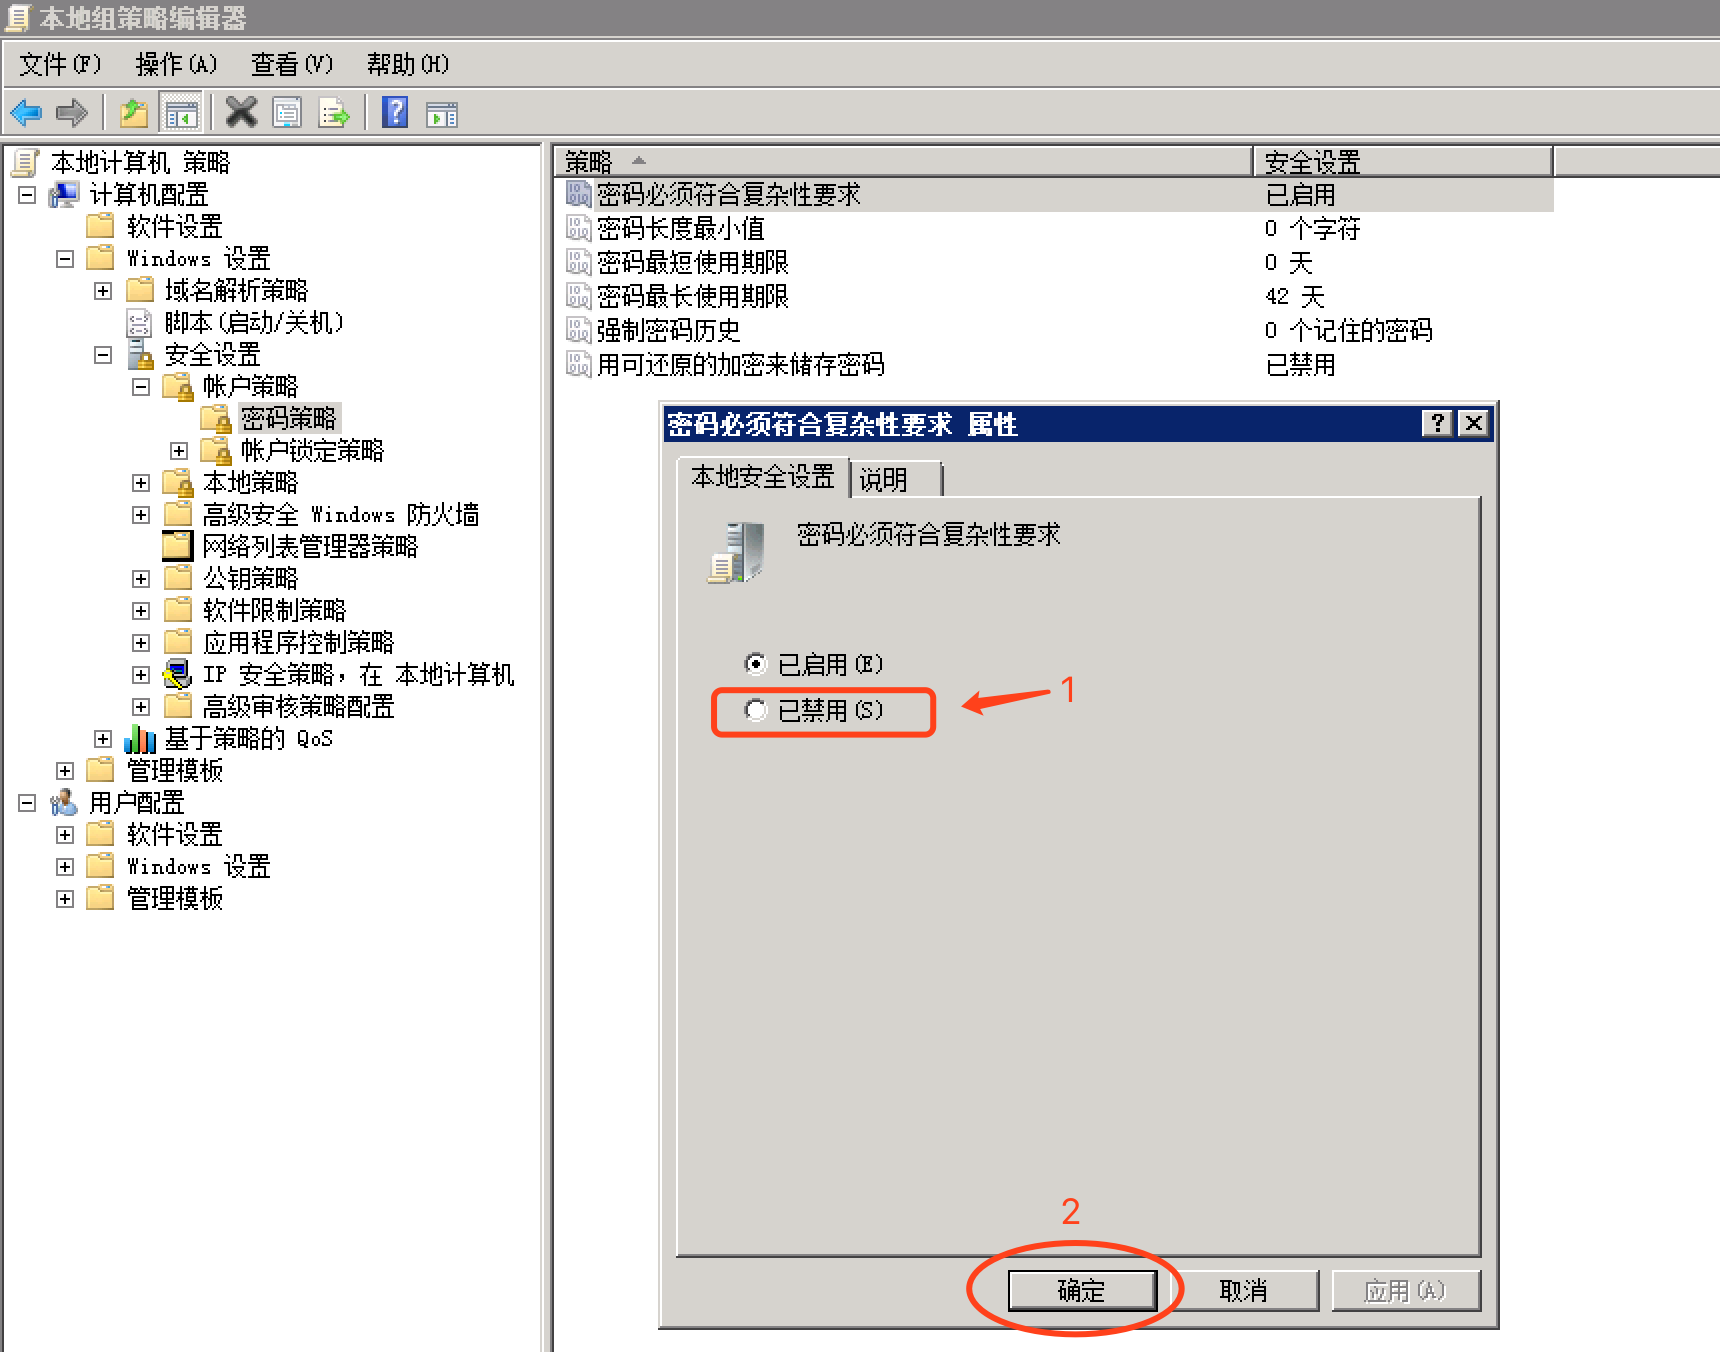 本地组策略编辑器
文件(F) 操作(A) 查看(V) 帮助(H)
本地计算机 策略
计算机配置
软件设置
Windows 设置
域名解析策略
脚本(启动/关机)
安全设置
帐户策略
密码策略
帐户锁定策略
本地策略
高级安全 Windows 防火墙
网络列表管理器策略
公钥策略
软件限制策略
应用程序控制策略
IP 安全策略，在 本地计算机
高级审核策略配置
基于策略的 QoS
管理模板
用户配置
软件设置
Windows 设置
管理模板
策略 安全设置
密码必须符合复杂性要求 已启用
密码长度最小值 0 个字符
密码最短使用期限 0 天
密码最长使用期限 42 天
强制密码历史 0 个记住的密码
用可还原的加密来储存密码 已禁用
密码必须符合复杂性要求 属性
本地安全设置 说明
密码必须符合复杂性要求
已启用(E)
已禁用(S)
1
2
确定 取消 应用(A)